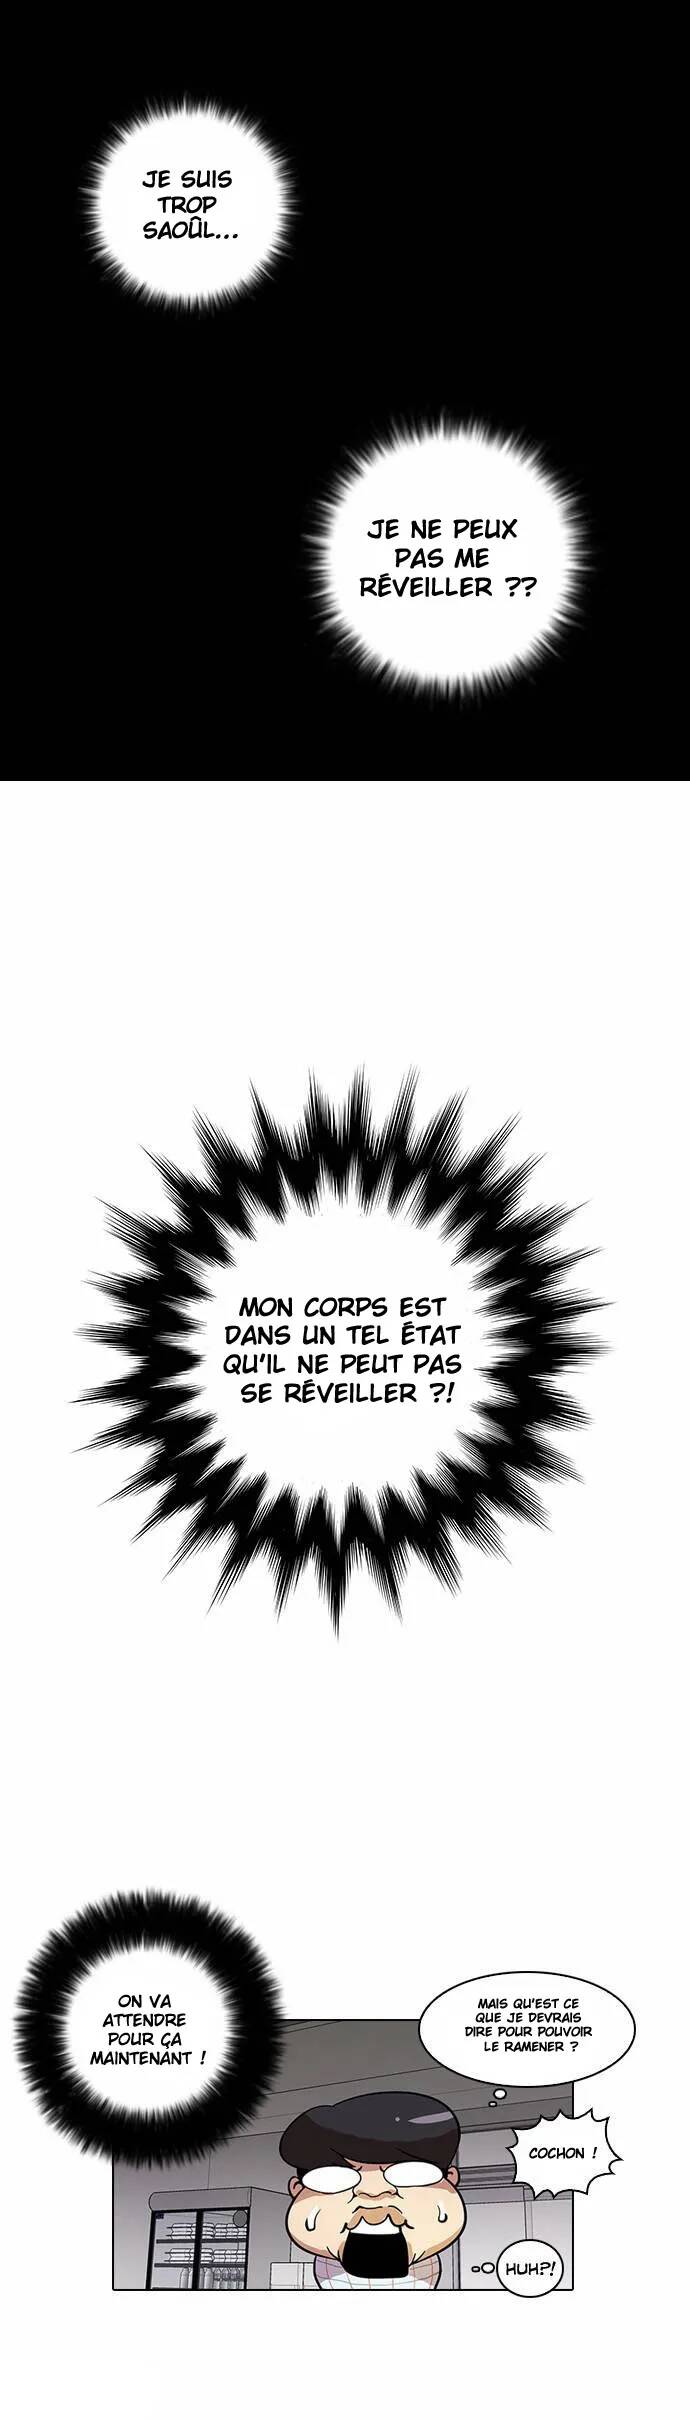 JE SUIS
TROP
SAOÛL...
JE NE PEUX
PAS ME
RÉVEILLER ??
MON CORPS EST
DANS UN TEL ÉTAT
QU'IL NE PEUT PAS
SE RÉVEILLER ?!
ON VA
ATTENDRE
POUR ÇA
MAINTENANT !
MAIS QU'EST CE
QUE JE DEVRAIS
DIRE POUR POUVOIR
LE RAMENER ?
COCHON !
HUH?!